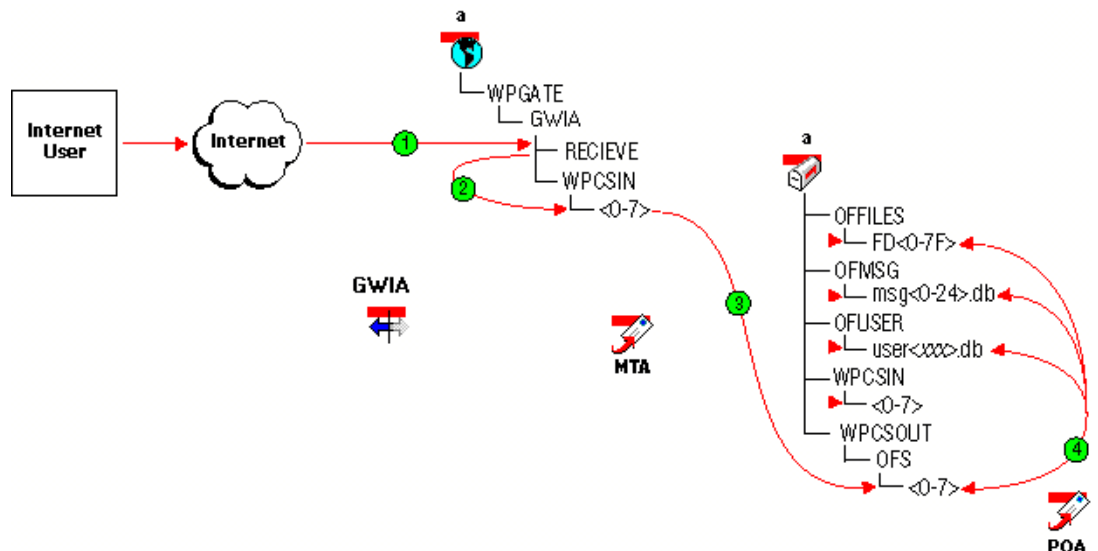 a
WPGATE
GWIA
Internet
User
Internet
1
RECIEVE
2
WPCSIN
<0-7>
GWIA
MTA
3
a
OFFILES
FD<0-7F>
OFMSG
msg<0-24>.db
OFUSER
user<xxx>.db
WPCSIN
<0-7>
WPCSOUT
OFS
<0-7>
4
POA